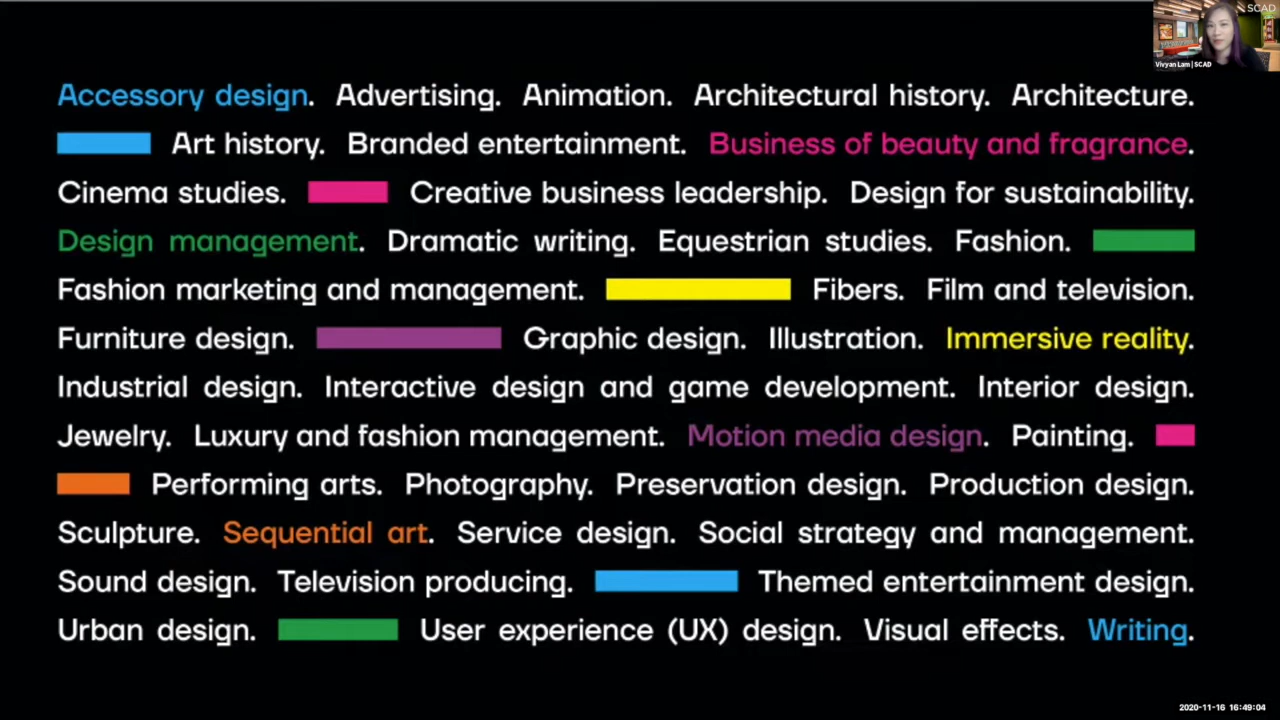 SCAD
Vivyan Lam | SCAD
Accessory design. Advertising. Animation. Architectural history. Architecture.
Art history. Branded entertainment. Business of beauty and fragrance.
Cinema studies. Creative business leadership. Design for sustainability.
Design management. Dramatic writing. Equestrian studies. Fashion.
Fashion marketing and management. Fibers. Film and television.
Furniture design. Graphic design. Illustration. Immersive reality.
Industrial design. Interactive design and game development. Interior design.
Jewelry. Luxury and fashion management. Motion media design. Painting.
Performing arts. Photography. Preservation design. Production design.
Sculpture. Sequential art. Service design. Social strategy and management.
Sound design. Television producing. Themed entertainment design.
Urban design. User experience (UX) design. Visual effects. Writing.
2020-11-16 16:49:04